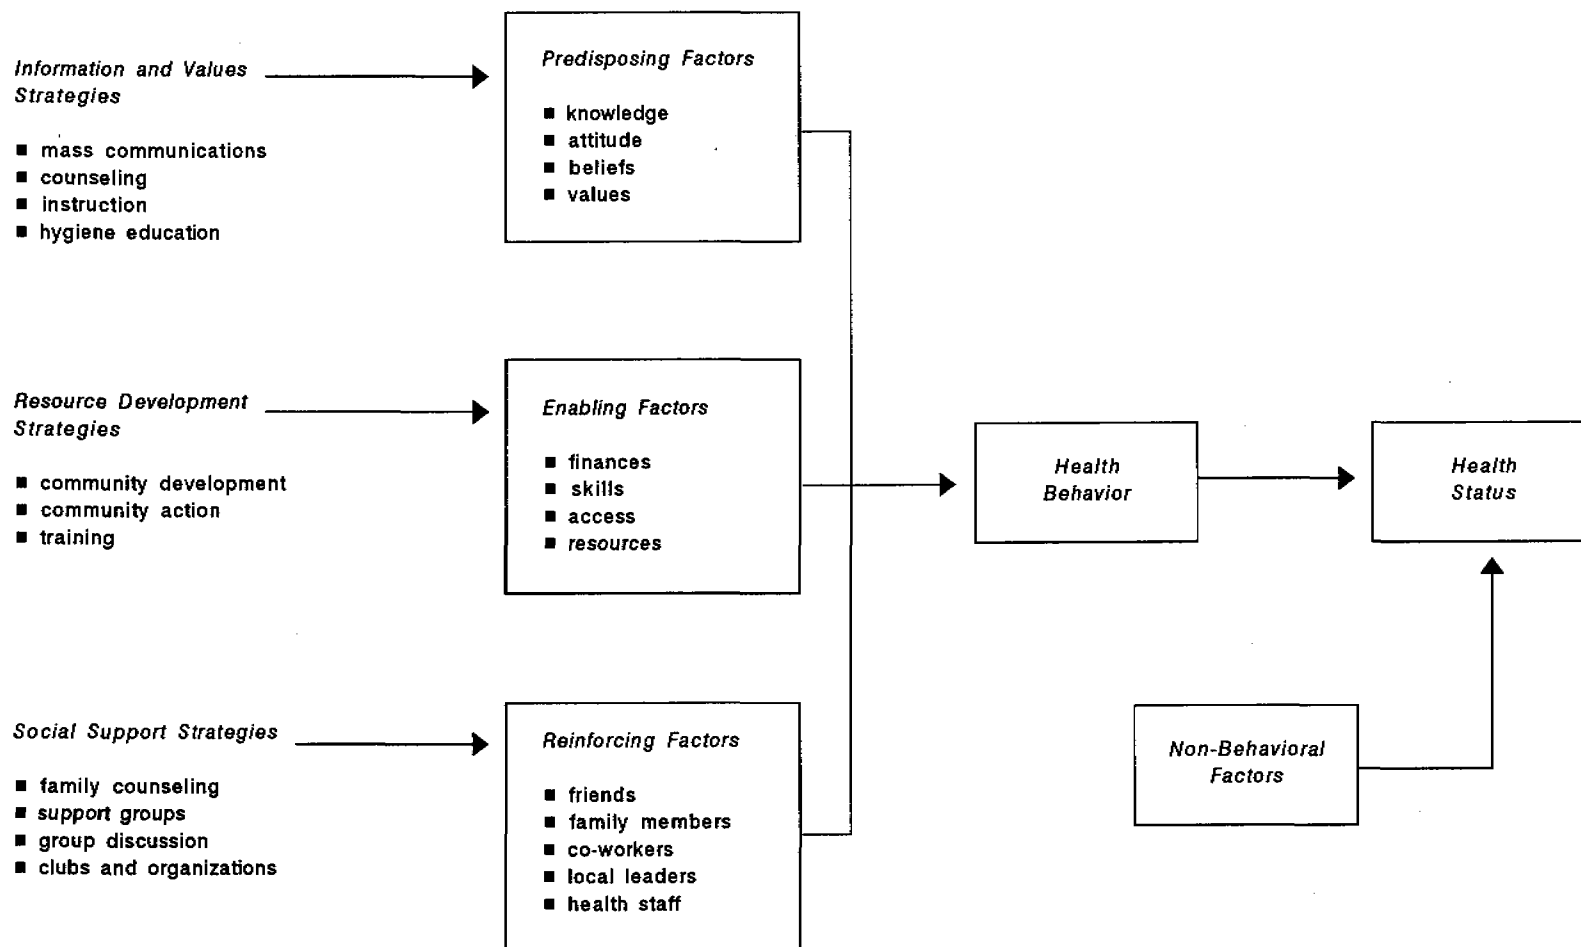 Information and Values
Strategies
■ mass communications
■ counseling
■ instruction
■ hygiene education
Predisposing Factors
■ knowledge
■ attitude
■ beliefs
■ values
Resource Development
Strategies
■ community development
■ community action
■ training
Enabling Factors
■ finances
■ skills
■ access
■ resources
Health
Behavior
Health
Status
Social Support Strategies
■ family counseling
■ support groups
■ group discussion
■ clubs and organizations
Reinforcing Factors
■ friends
■ family members
■ co-workers
■ local leaders
■ health staff
Non-Behavioral
Factors